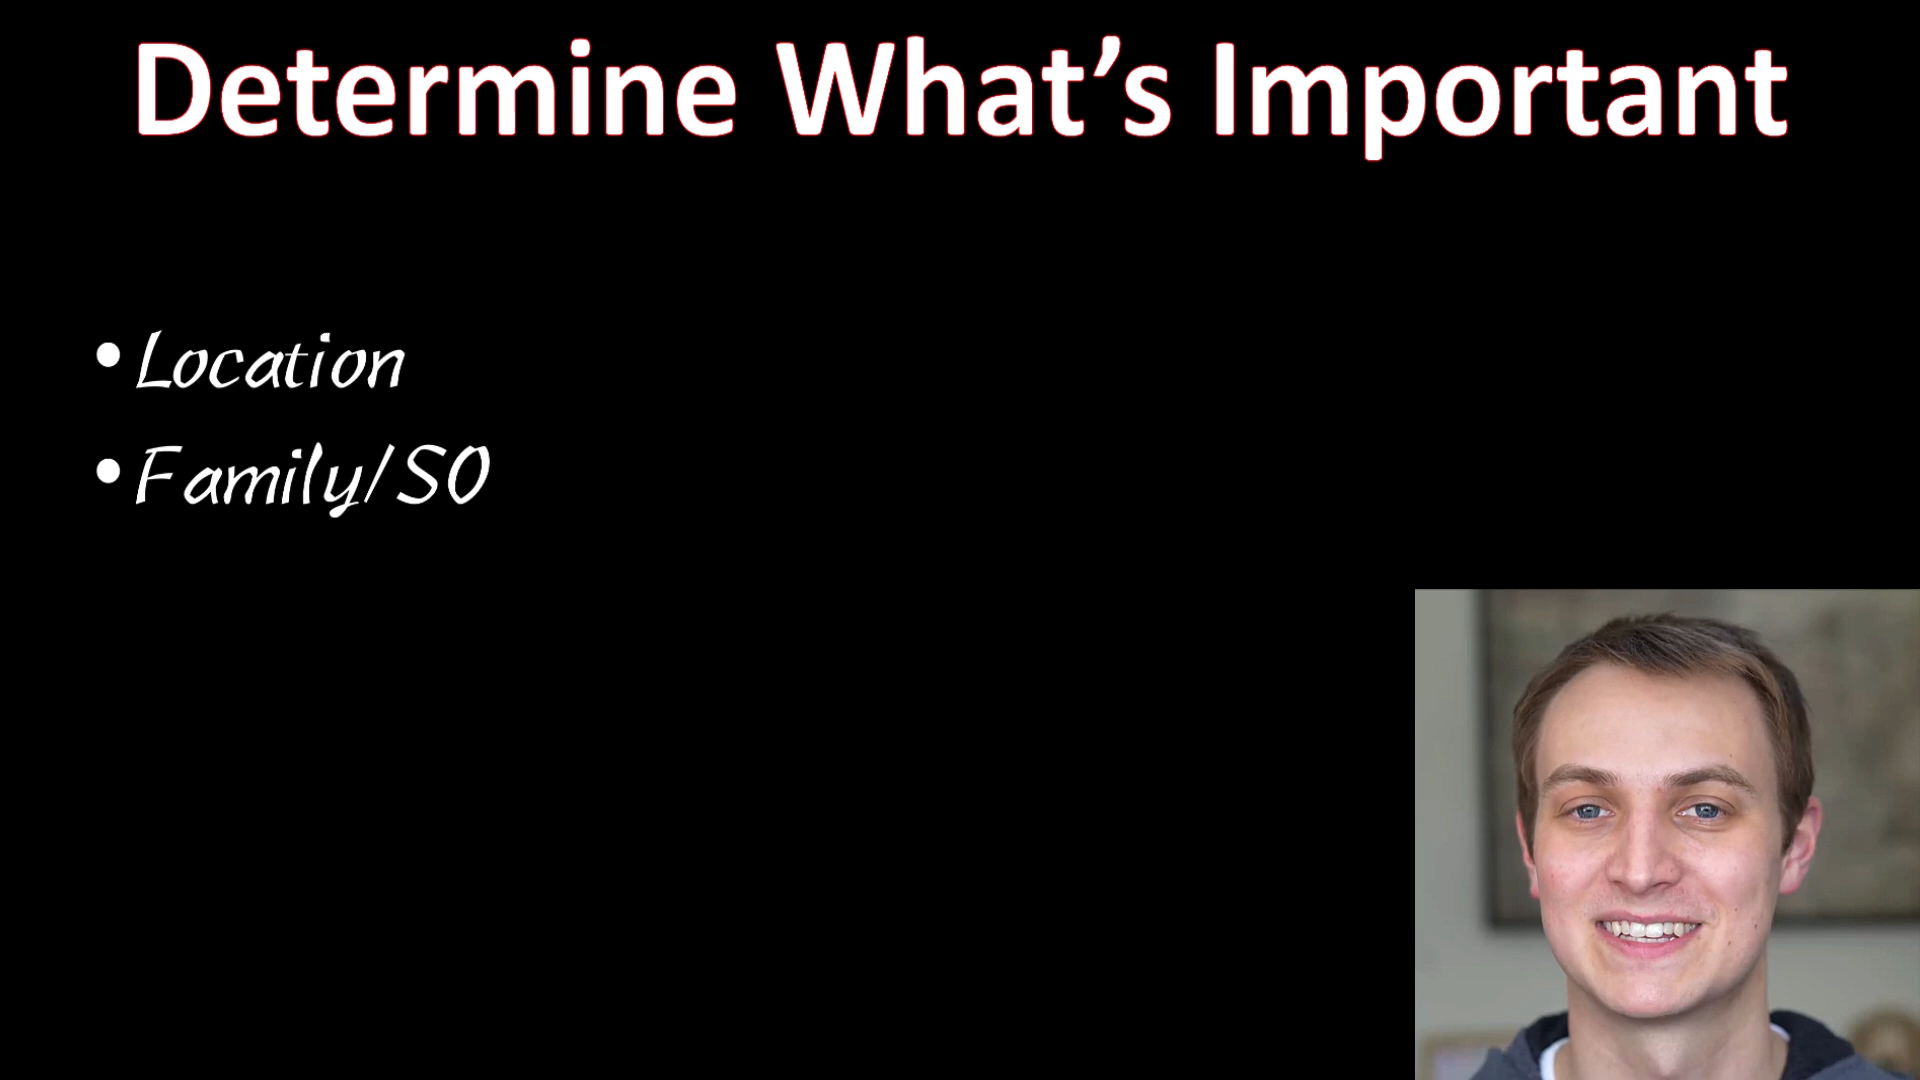 Determine What’s Important
• Location
• Family/SO